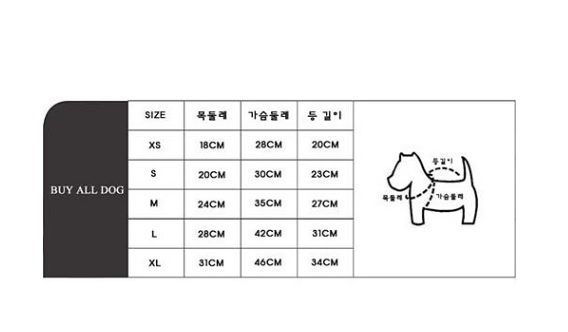 BUY ALL DOG
SIZE 목둘레 가슴둘레 등 길이
XS 18CM 28CM 20CM
S 20CM 30CM 23CM
M 24CM 35CM 27CM
L 28CM 42CM 31CM
XL 31CM 46CM 34CM
등길이
목둘레
가슴둘레